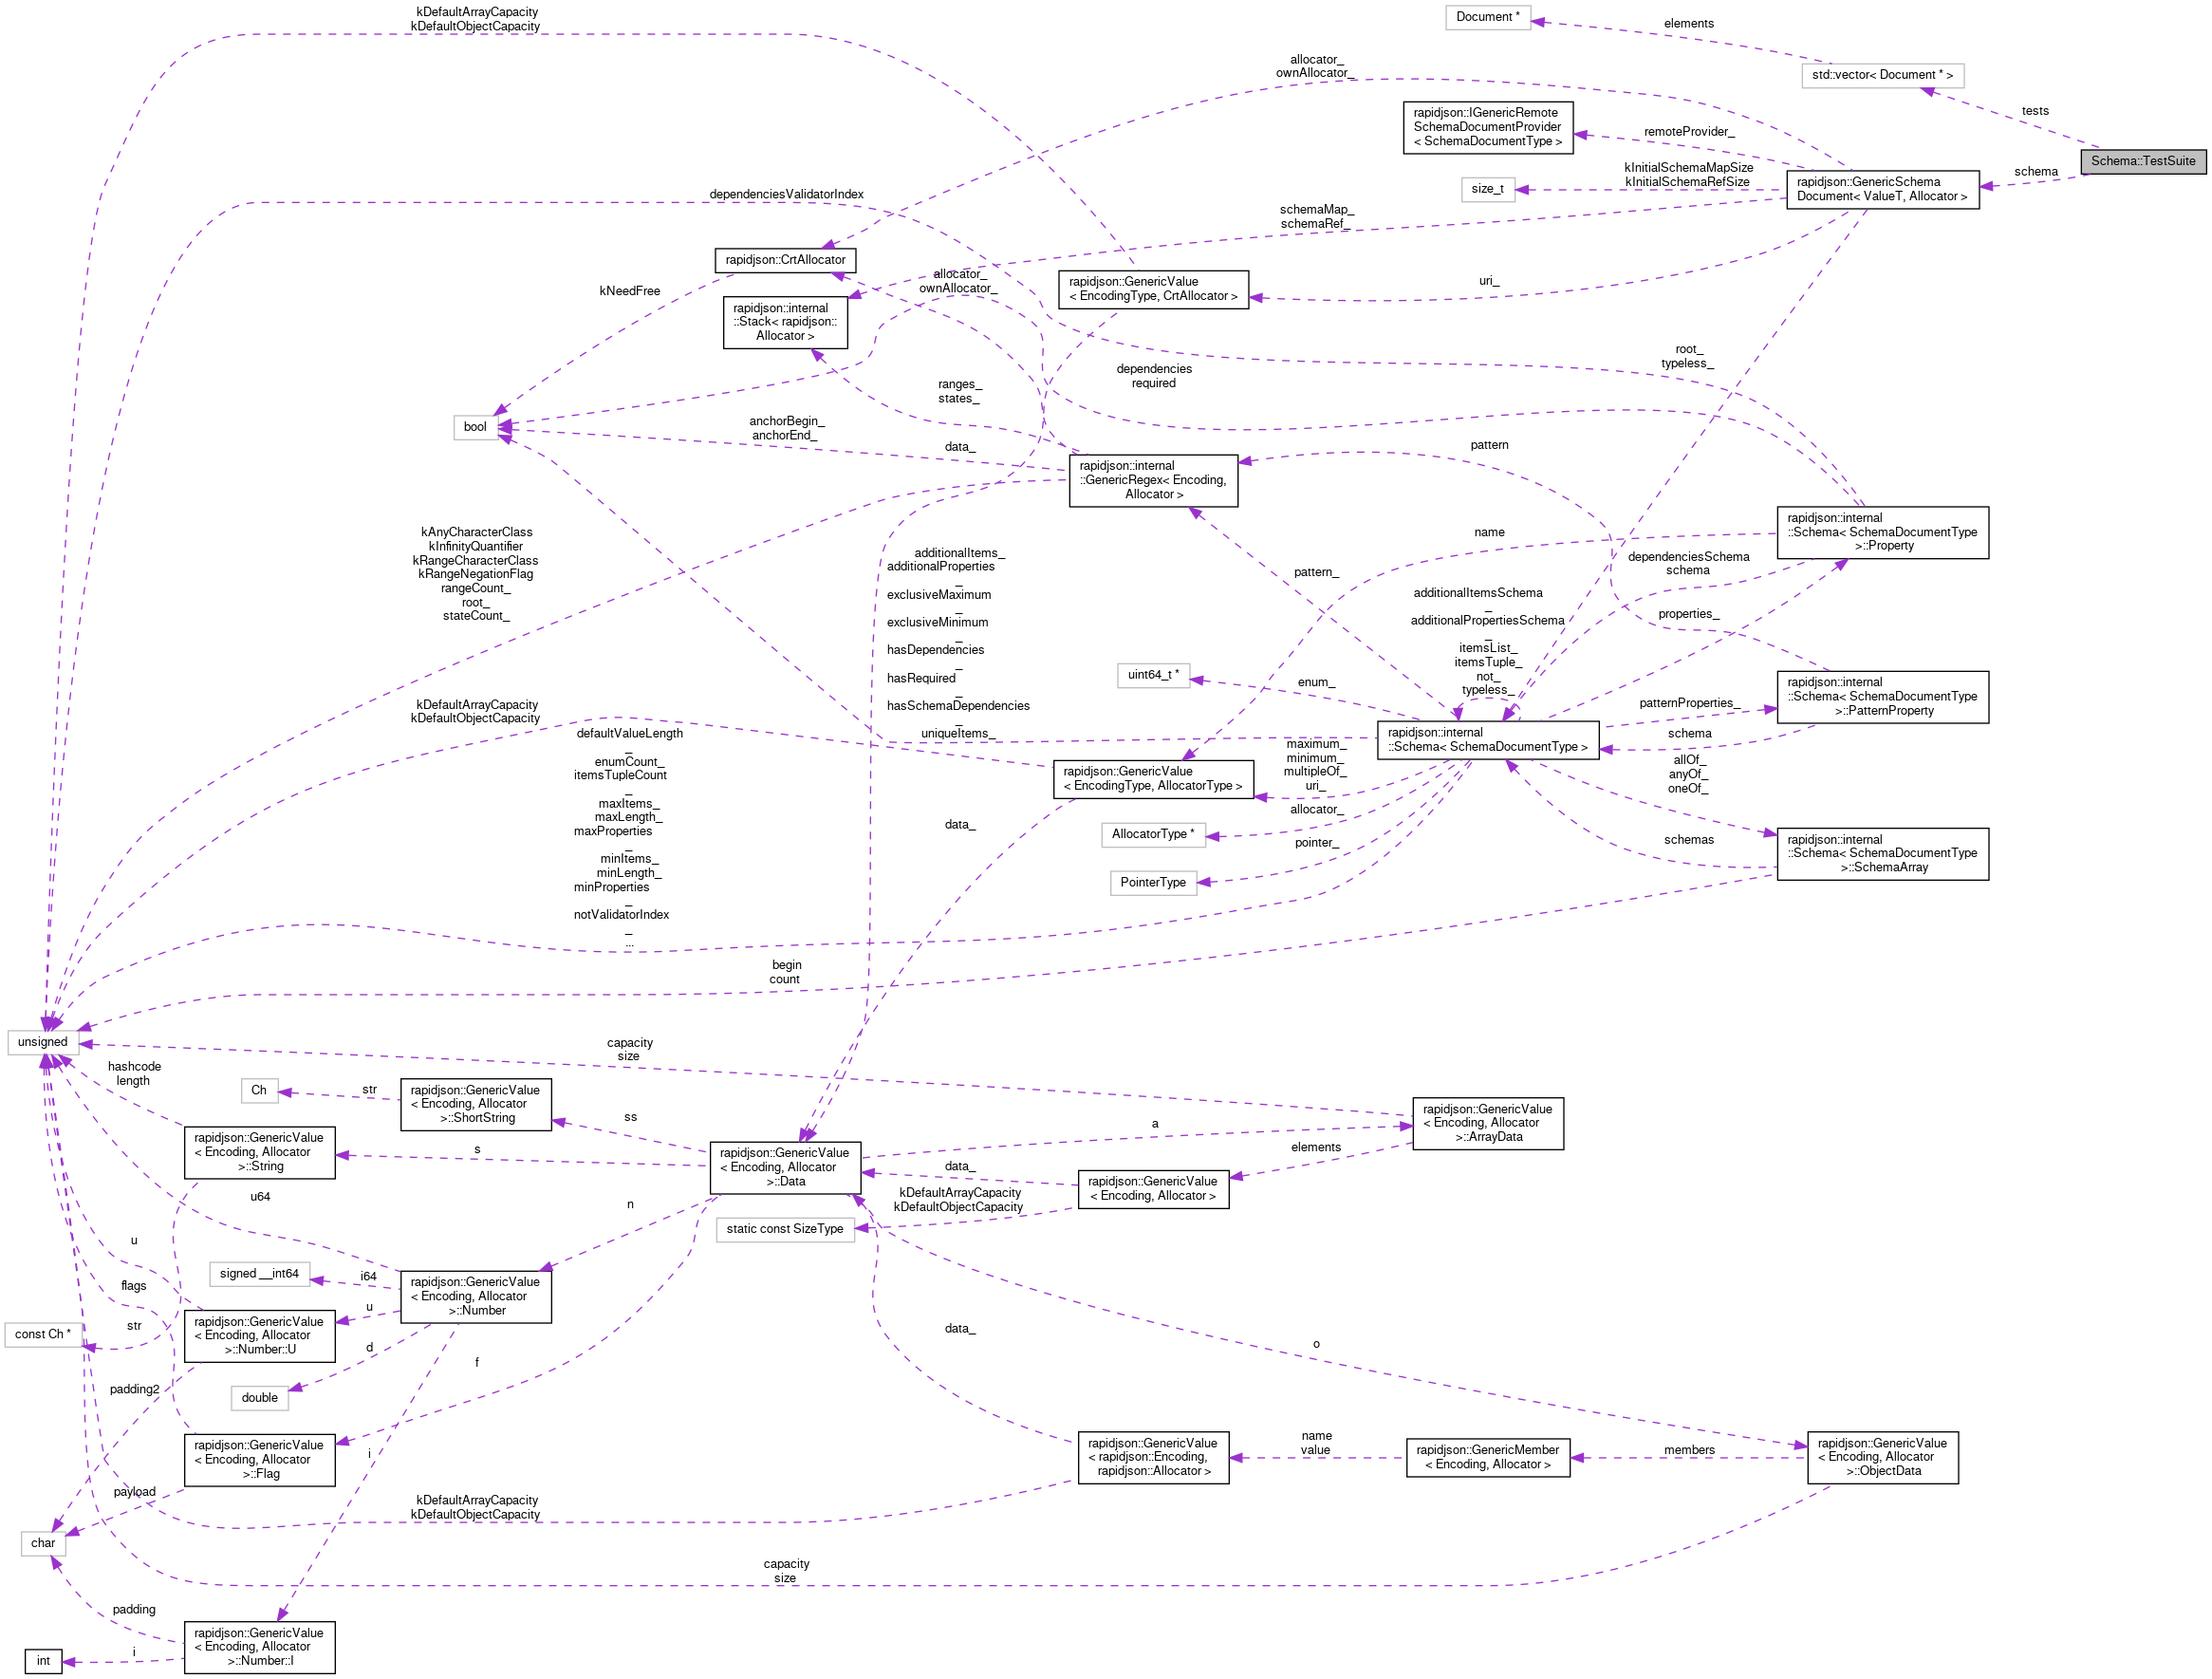 kDefaultArrayCapacity
kDefaultObjectCapacity
Document *
elements
allocator_
ownAllocator_
std::vector< Document * >
rapidjson::IGenericRemote
SchemaDocumentProvider
< SchemaDocumentType >
tests
remoteProvider_
Schema::TestSuite
schema
kInitialSchemaMapSize
kInitialSchemaRefSize
size_t
rapidjson::GenericSchema
Document< ValueT, Allocator >
dependenciesValidatorIndex
schemaMap_
schemaRef_
rapidjson::CrtAllocator
allocator_
ownAllocator_
rapidjson::GenericValue
< EncodingType, CrtAllocator >
uri_
kNeedFree
rapidjson::internal
::Stack< rapidjson::
Allocator >
root_
typeless_
dependencies
required
ranges_
states_
bool
anchorBegin_
anchorEnd_
data_
pattern
rapidjson::internal
::GenericRegex< Encoding,
Allocator >
rapidjson::internal
::Schema< SchemaDocumentType
>::Property
name
kAnyCharacterClass
kInfinityQuantifier
kRangeCharacterClass
kRangeNegationFlag
rangeCount_
root_
stateCount_
additionalItems_
additionalProperties
_
exclusiveMaximum
_
exclusiveMinimum
_
hasDependencies
_
hasRequired
_
hasSchemaDependencies
_
uniqueItems_
pattern_
dependenciesSchema
schema
additionalItemsSchema
_
additionalPropertiesSchema
_
itemsList_
itemsTuple_
not_
typeless_
properties_
uint64_t *
enum_
rapidjson::internal
::Schema< SchemaDocumentType
>::PatternProperty
patternProperties_
schema
rapidjson::internal
::Schema< SchemaDocumentType >
kDefaultArrayCapacity
kDefaultObjectCapacity
defaultValueLength
_
enumCount_
itemsTupleCount
_
maxItems_
maxLength_
maxProperties
_
minItems_
minLength_
minProperties
_
notValidatorIndex
_
...
maximum_
minimum_
multipleOf_
uri_
allOf_
anyOf_
oneOf_
rapidjson::GenericValue
< EncodingType, AllocatorType >
data_
AllocatorType *
allocator_
PointerType
pointer_
schemas
rapidjson::internal
::Schema< SchemaDocumentType
>::SchemaArray
begin
count
unsigned
capacity
size
hashcode
length
Ch
str
rapidjson::GenericValue
< Encoding, Allocator
>::ShortString
ss
rapidjson::GenericValue
< Encoding, Allocator
>::ArrayData
a
elements
rapidjson::GenericValue
< Encoding, Allocator
>::String
s
rapidjson::GenericValue
< Encoding, Allocator
>::Data
data_
rapidjson::GenericValue
< Encoding, Allocator >
kDefaultArrayCapacity
kDefaultObjectCapacity
static const SizeType
u64
n
u
signed __int64
i64
rapidjson::GenericValue
< Encoding, Allocator
>::Number
flags
u
const Ch *
str
rapidjson::GenericValue
< Encoding, Allocator
>::Number::U
d
f
data_
o
padding2
double
rapidjson::GenericValue
< Encoding, Allocator
>::Flag
i
rapidjson::GenericValue
< rapidjson::Encoding,
rapidjson::Allocator >
name
value
rapidjson::GenericMember
< Encoding, Allocator >
members
rapidjson::GenericValue
< Encoding, Allocator
>::ObjectData
payload
kDefaultArrayCapacity
kDefaultObjectCapacity
char
capacity
size
padding
rapidjson::GenericValue
< Encoding, Allocator
>::Number::I
int
i